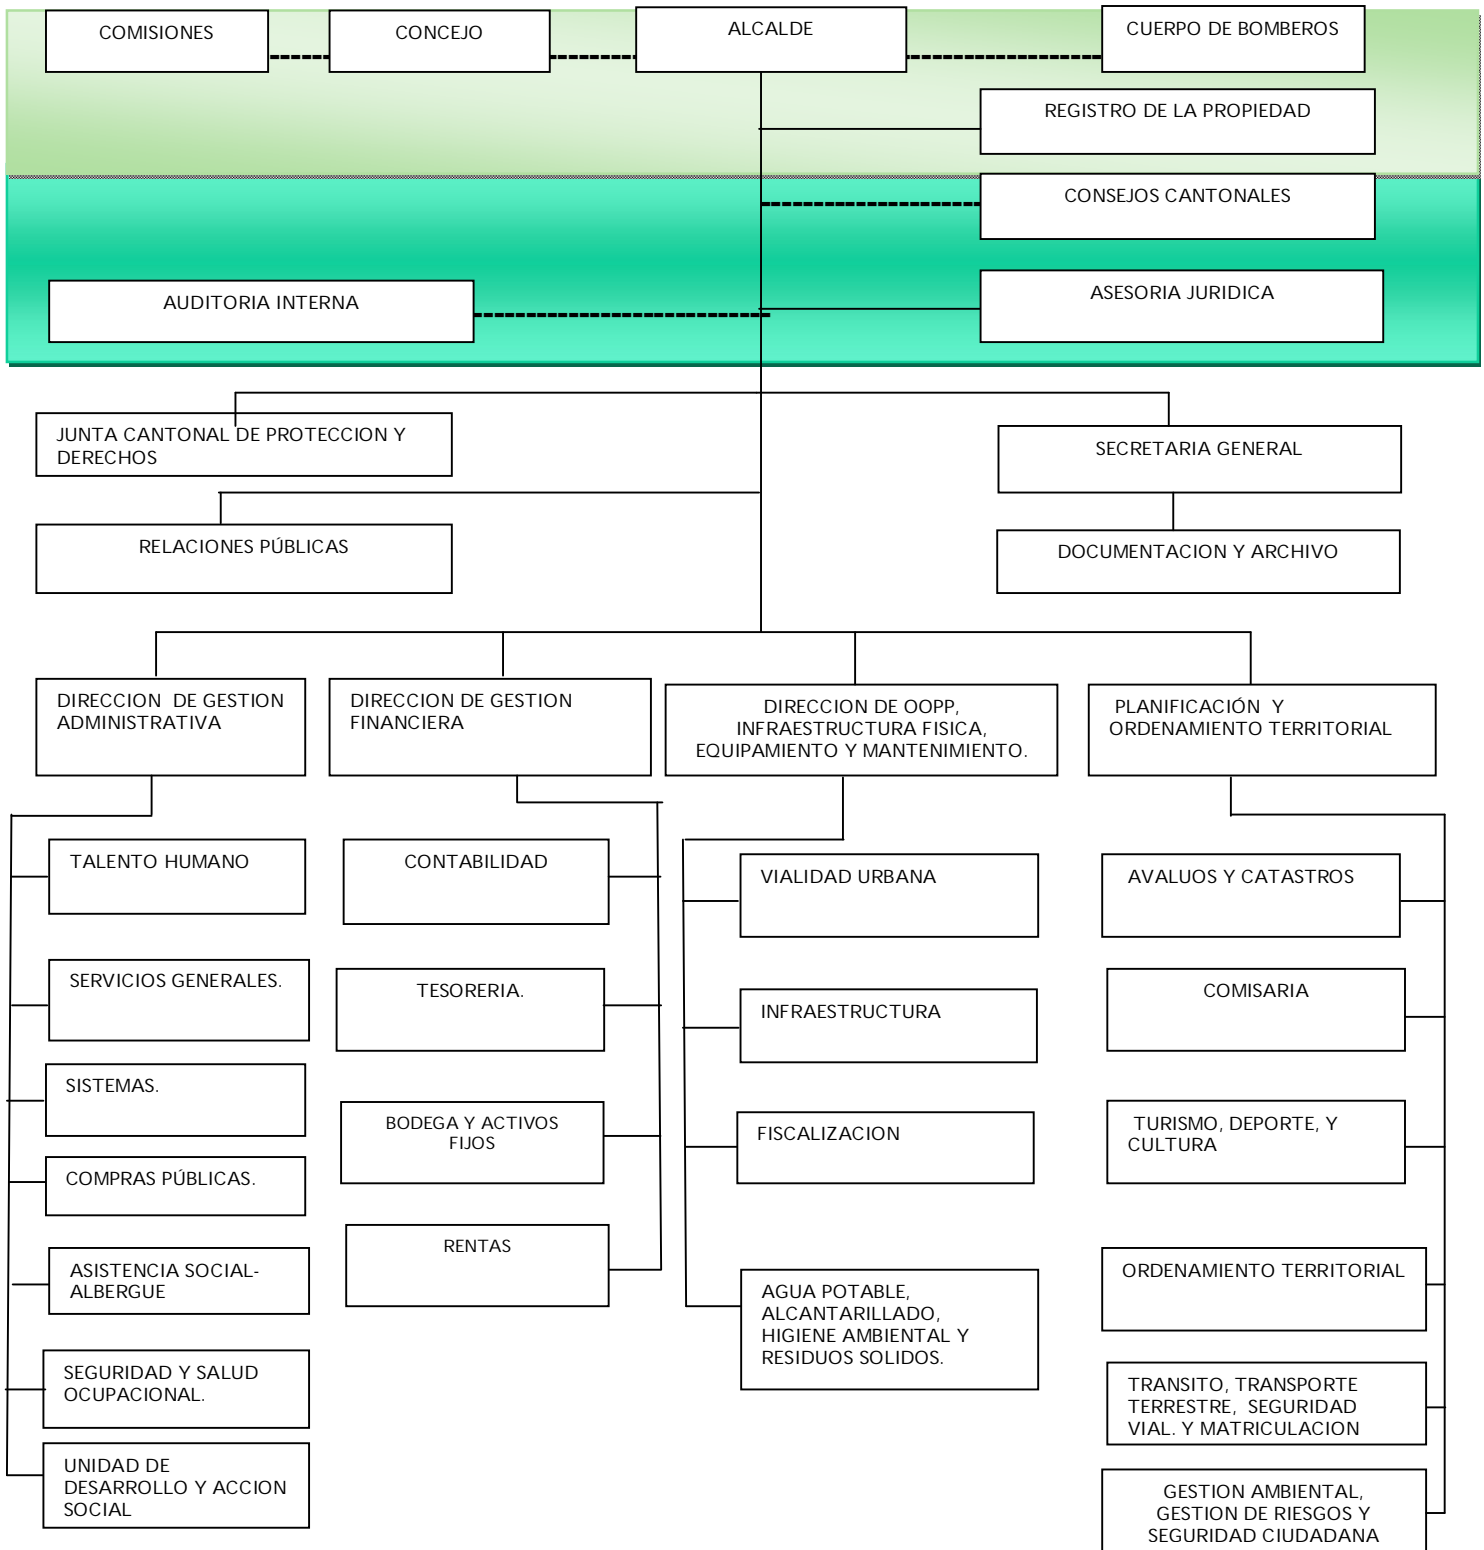 COMISIONES
CONCEJO
ALCALDE
CUERPO DE BOMBEROS
REGISTRO DE LA PROPIEDAD
CONSEJOS CANTONALES
AUDITORIA INTERNA
ASESORIA JURIDICA
JUNTA CANTONAL DE PROTECCION Y
DERECHOS
SECRETARIA GENERAL
RELACIONES PÚBLICAS
DOCUMENTACION Y ARCHIVO
DIRECCION DE GESTION
ADMINISTRATIVA
DIRECCION DE GESTION
FINANCIERA
DIRECCION DE OOPP,
INFRAESTRUCTURA FISICA,
EQUIPAMIENTO Y MANTENIMIENTO.
PLANIFICACIÓN Y
ORDENAMIENTO TERRITORIAL
TALENTO HUMANO
SERVICIOS GENERALES.
SISTEMAS.
COMPRAS PÚBLICAS.
ASISTENCIA SOCIAL-
ALBERGUE
SEGURIDAD Y SALUD
OCUPACIONAL.
UNIDAD DE
DESARROLLO Y ACCION
SOCIAL
CONTABILIDAD
TESORERIA.
BODEGA Y ACTIVOS
FIJOS
RENTAS
VIALIDAD URBANA
INFRAESTRUCTURA
FISCALIZACION
AGUA POTABLE,
ALCANTARILLADO,
HIGIENE AMBIENTAL Y
RESIDUOS SOLIDOS.
AVALUOS Y CATASTROS
COMISARIA
TURISMO, DEPORTE, Y
CULTURA
ORDENAMIENTO TERRITORIAL
TRANSITO, TRANSPORTE
TERRESTRE, SEGURIDAD
VIAL. Y MATRICULACION
GESTION AMBIENTAL,
GESTION DE RIESGOS Y
SEGURIDAD CIUDADANA